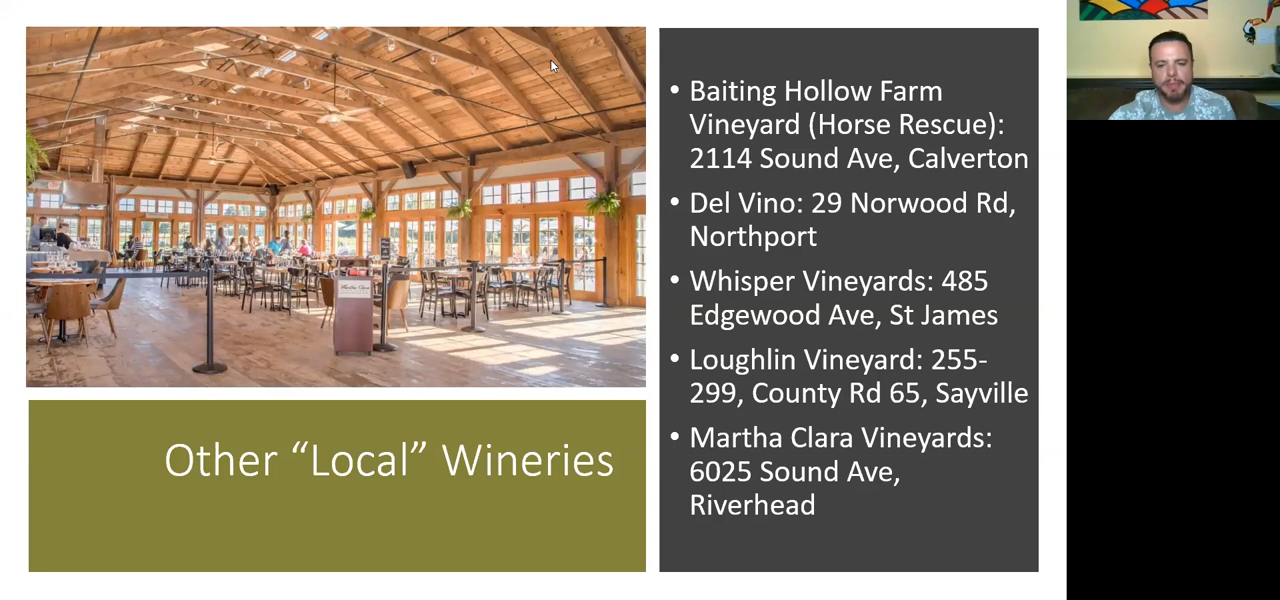 Martha Clara
Other “Local” Wineries
• Baiting Hollow Farm
Vineyard (Horse Rescue):
2114 Sound Ave, Calverton
• Del Vino: 29 Norwood Rd,
Northport
• Whisper Vineyards: 485
Edgewood Ave, St James
• Loughlin Vineyard: 255-
299, County Rd 65, Sayville
• Martha Clara Vineyards:
6025 Sound Ave,
Riverhead